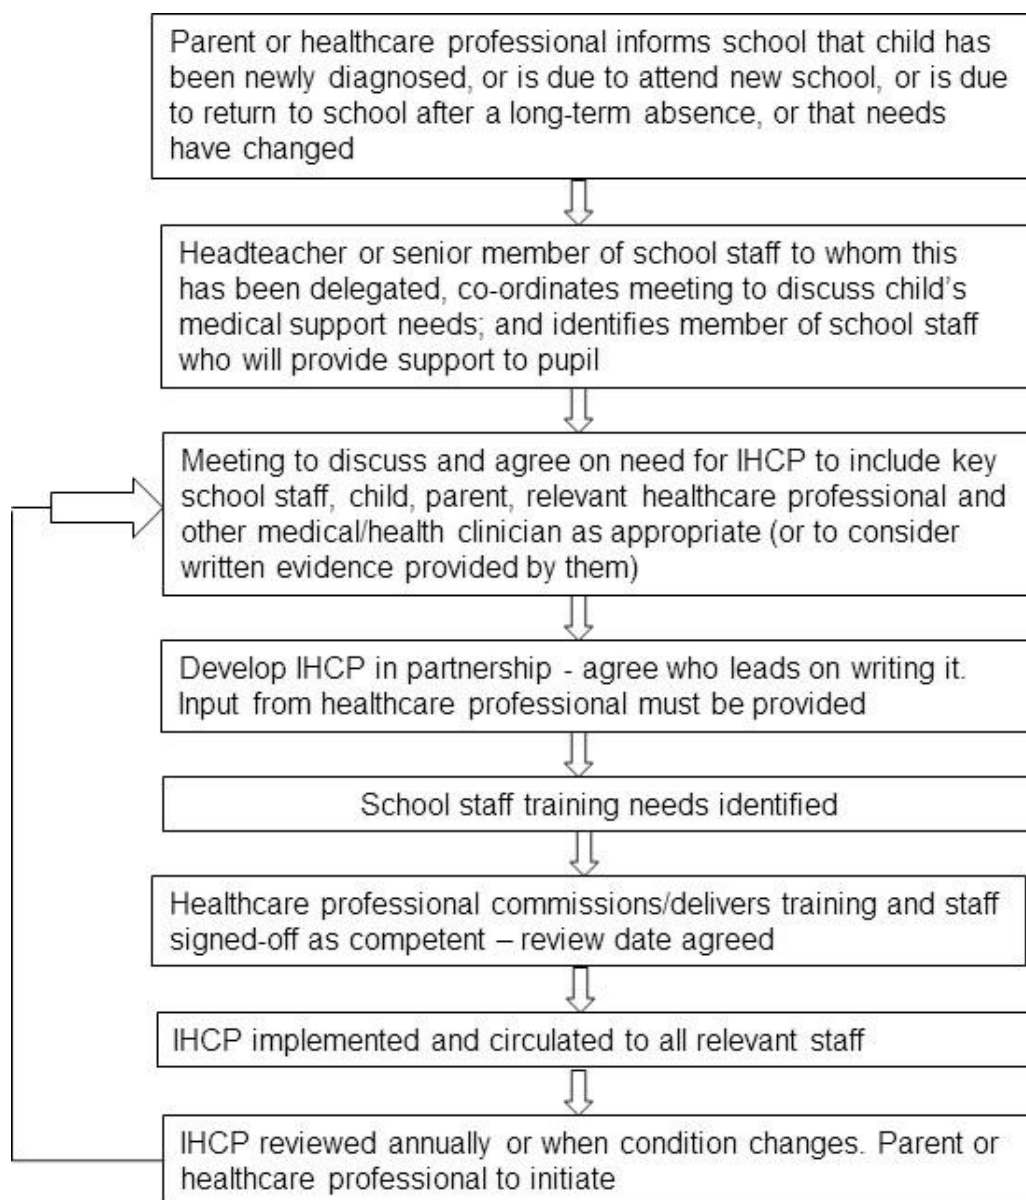 Parent or healthcare professional informs school that child has
been newly diagnosed, or is due to attend new school, or is due
to return to school after a long-term absence, or that needs
have changed
Headteacher or senior member of school staff to whom this
has been delegated, co-ordinates meeting to discuss child's
medical support needs; and identifies member of school staff
who will provide support to pupil
Meeting to discuss and agree on need for IHCP to include key
school staff, child, parent, relevant healthcare professional and
other medical/health clinician as appropriate (or to consider
written evidence provided by them)
Develop IHCP in partnership - agree who leads on writing it.
Input from healthcare professional must be provided
School staff training needs identified
Healthcare professional commissions/delivers training and staff
signed-off as competent – review date agreed
IHCP implemented and circulated to all relevant staff
IHCP reviewed annually or when condition changes. Parent or
healthcare professional to initiate